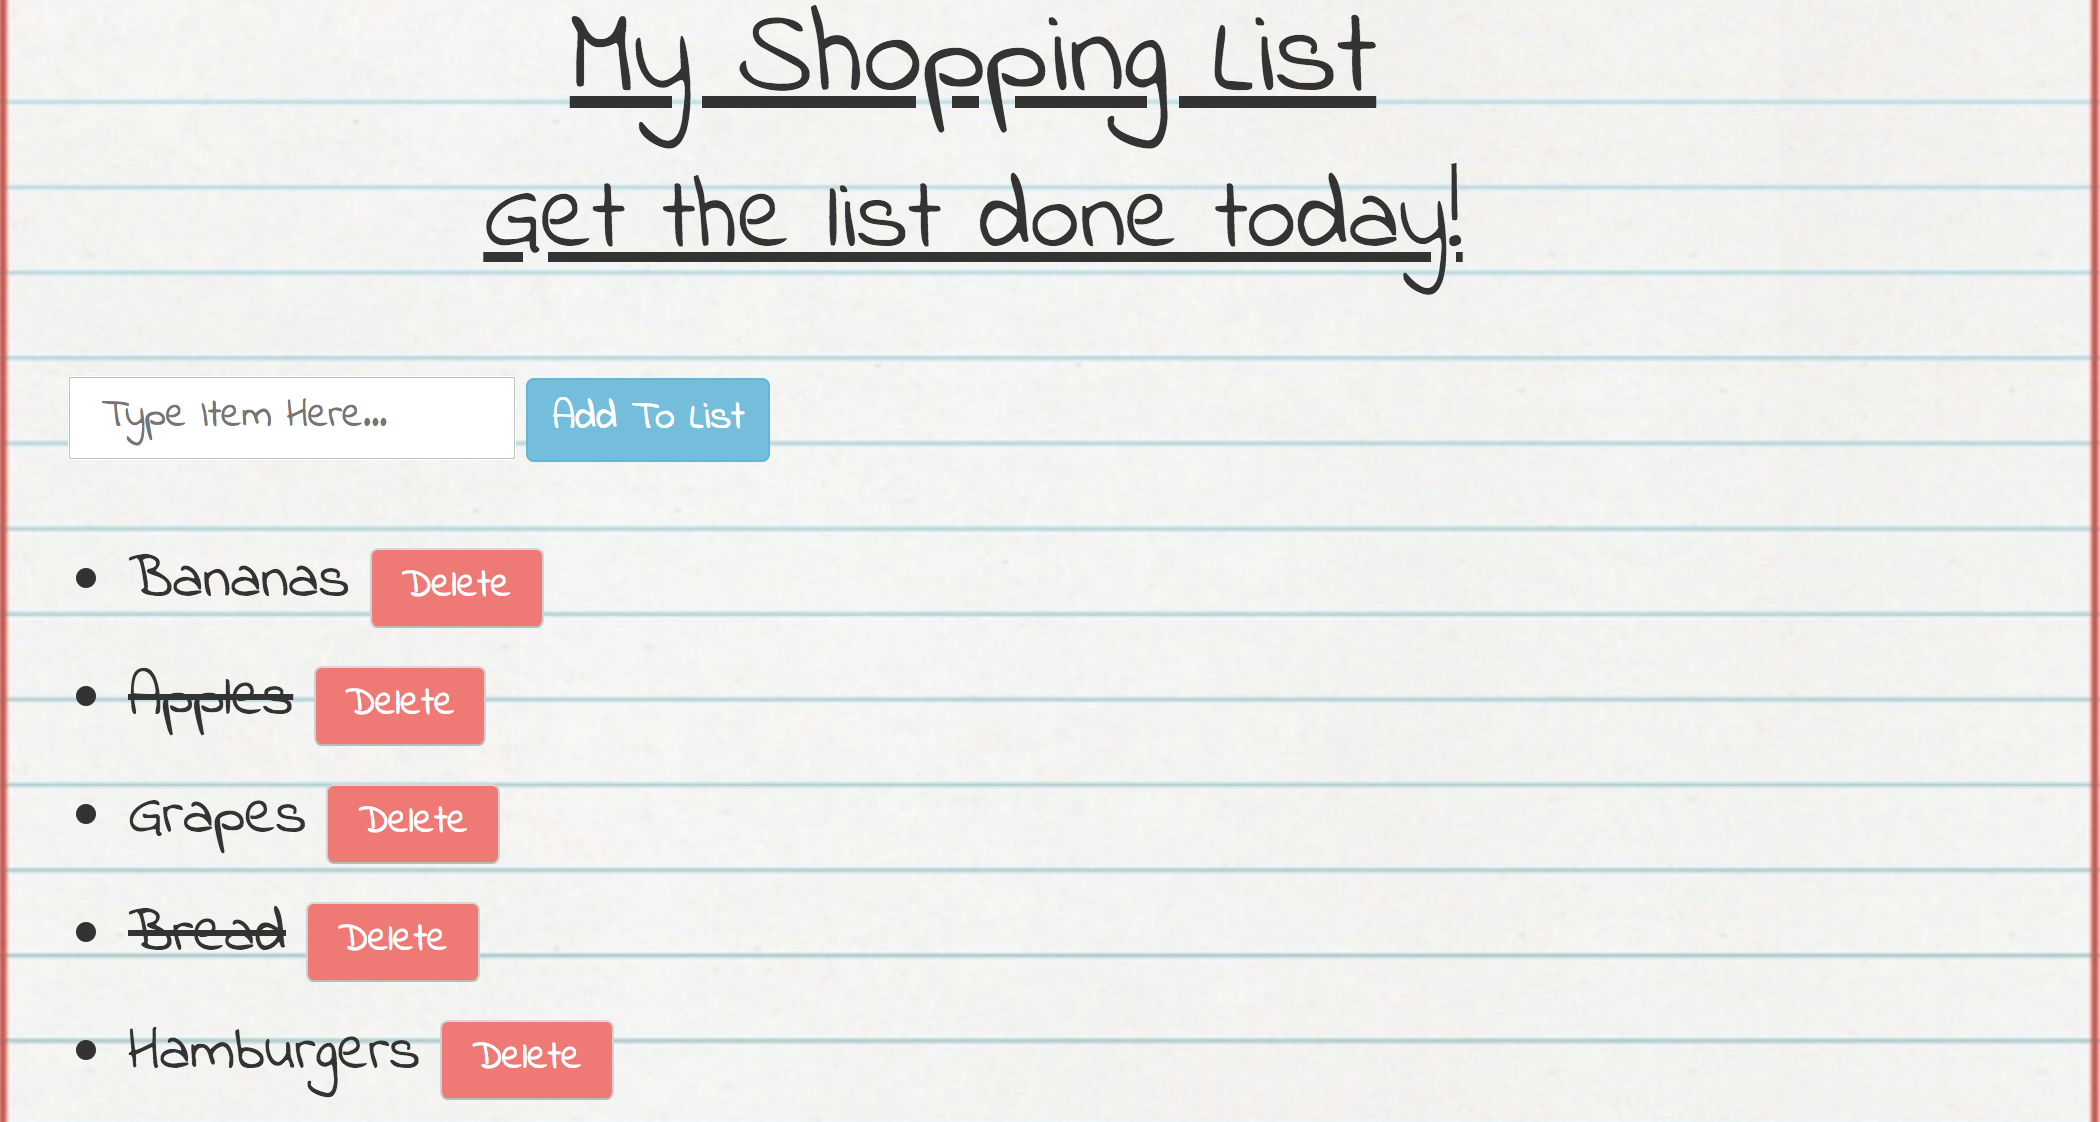 My Shopping List
Get the list done today!
Type Item Here... Add To List
Bananas Delete
Apples Delete
Grapes Delete
Bread Delete
Hamburgers Delete